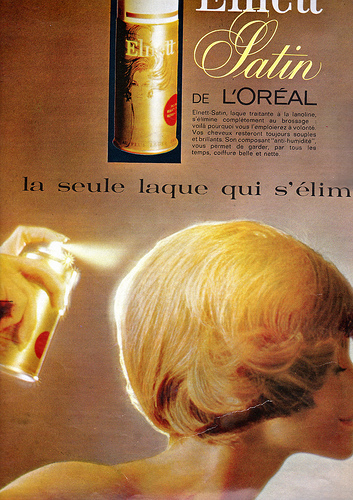 Elnett
Satin
DE L'ORÉAL
Elnett
Elnett-Satin, laque traitante à la lanoline,
s'élimine complètement au brossage :
voilà pourquoi vous l'emploierez à volonté.
Vos cheveux resteront toujours souples
et brillants. Son composant "anti-humidité",
vous permet de garder, par tous les
temps, coiffure belle et nette.
la seule laque qui s'élim